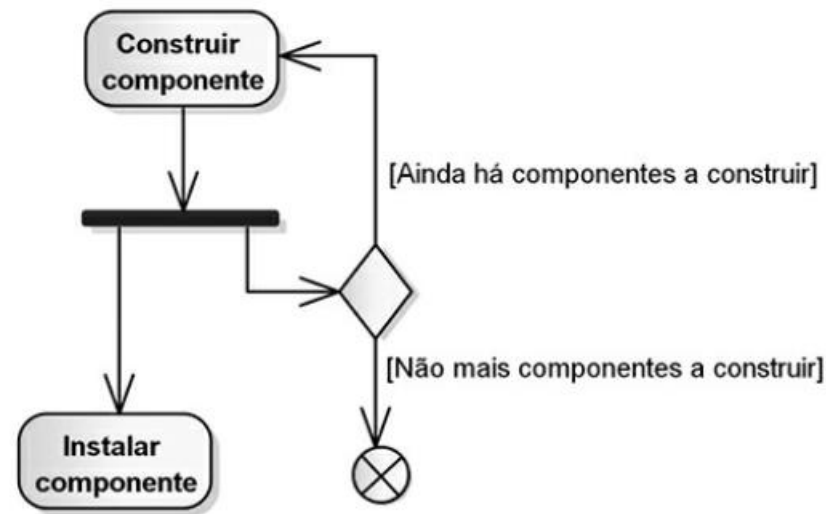 Construir
componente
[Ainda há componentes a construir]
[Não mais componentes a construir]
Instalar
componente